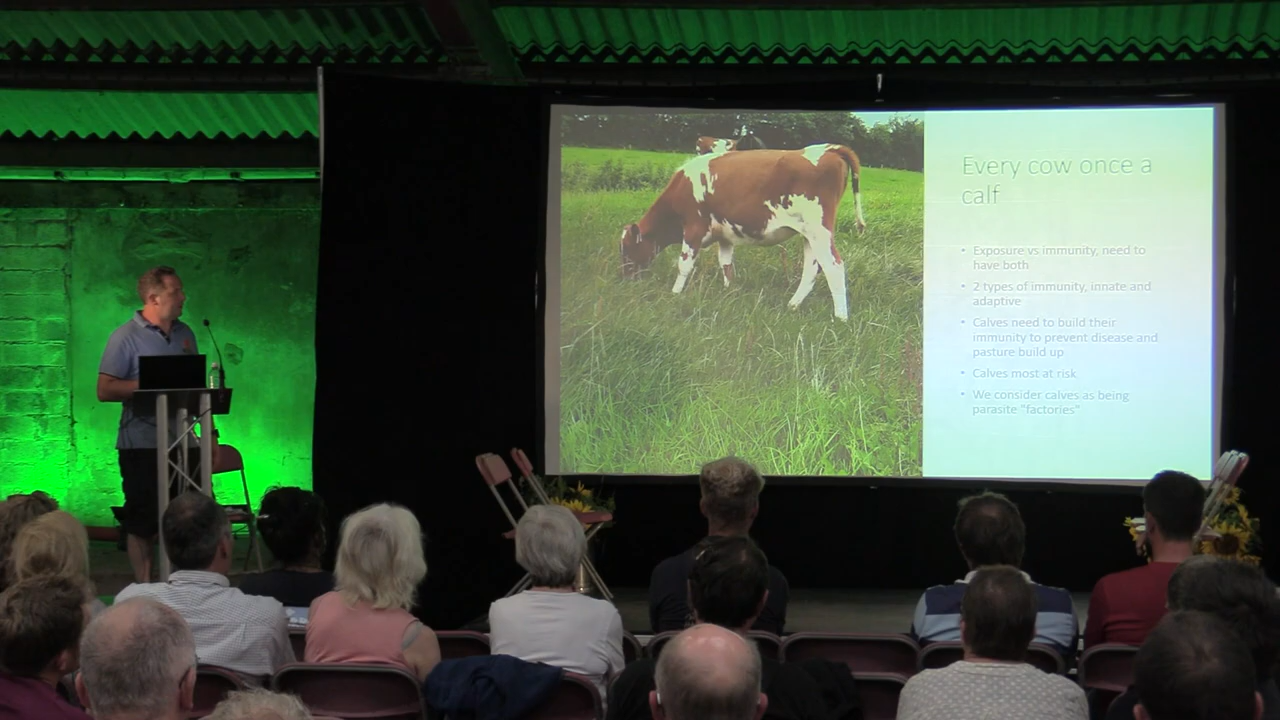 Every cow once a
calf
• Exposure vs immunity, need to
have both
• 2 types of immunity, innate and
adaptive
• Calves need to build their
immunity to prevent disease and
pasture build up
• Calves most at risk
• We consider calves as being
parasite "factories"